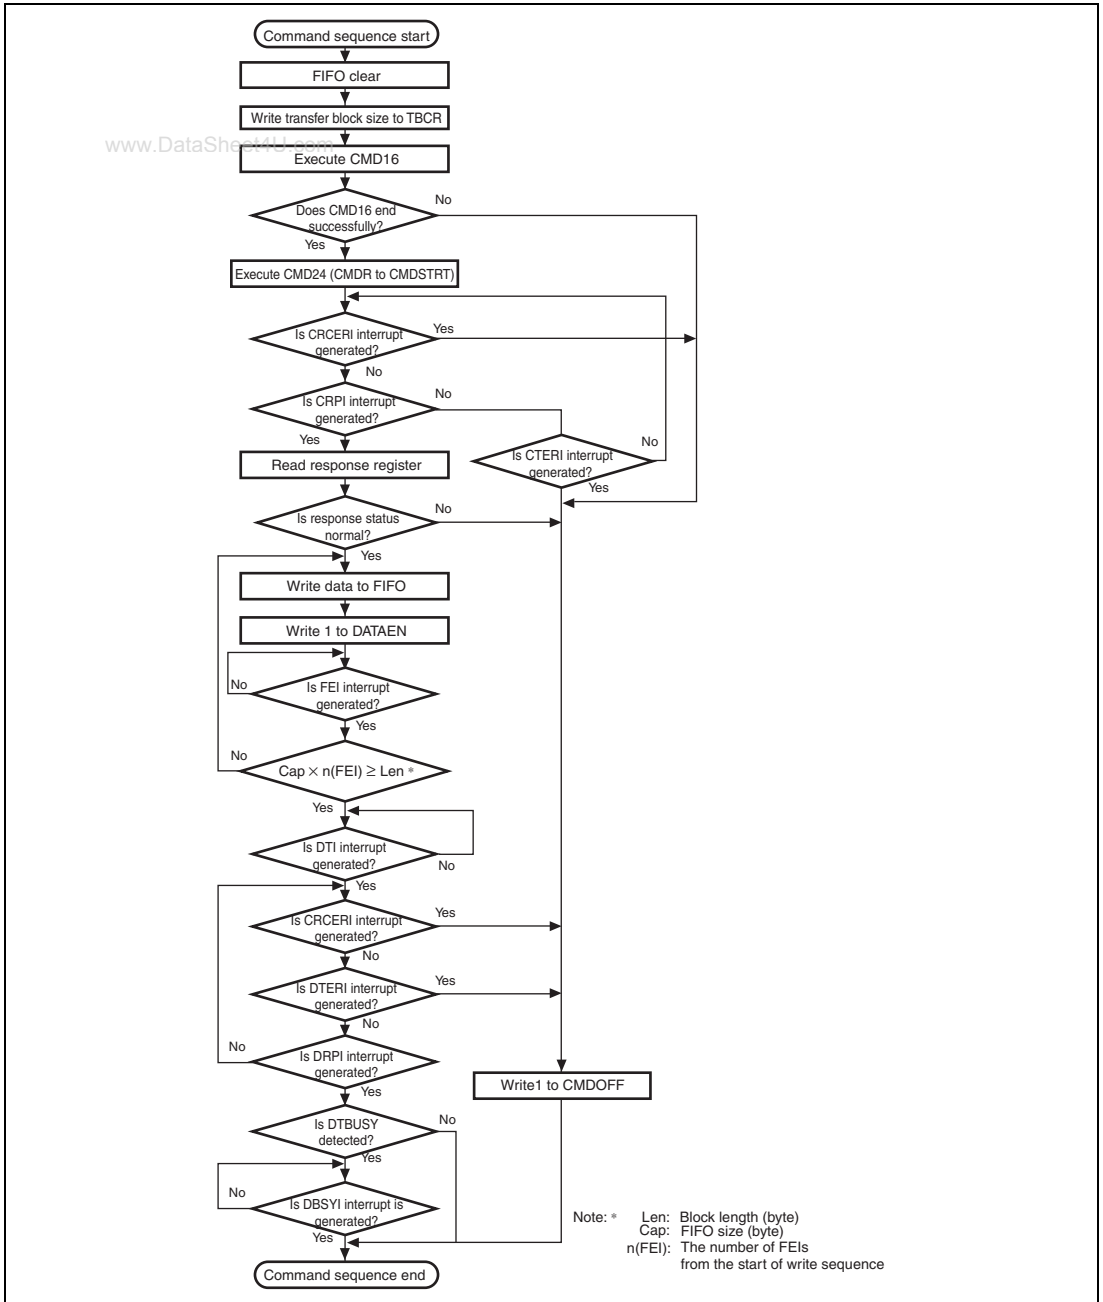 Command sequence start
FIFO clear
Write transfer block size to TBCR
www.DataSheet4U.com
Execute CMD16
No
Does CMD16 end
successfully?
Yes
Execute CMD24 (CMDR to CMDSTRT)
Is CRCERI interrupt
generated?
Yes
No
Is CRPI interrupt
generated?
No
Yes
Is CTERI interrupt
generated?
No
Yes
Read response register
Is response status
normal?
No
Yes
Write data to FIFO
Write 1 to DATAEN
Is FEI interrupt
generated?
No
Yes
Cap × n(FEI) ≥ Len *
No
Yes
Is DTI interrupt
generated?
No
Yes
Is CRCERI interrupt
generated?
Yes
No
Is DTERI interrupt
generated?
Yes
No
Is DRPI interrupt
generated?
No
Yes
Write1 to CMDOFF
Is DTBUSY
detected?
No
Yes
Is DBSYI interrupt is
generated?
No
Yes
Command sequence end
Note: * Len: Block length (byte)
Cap: FIFO size (byte)
n(FEI): The number of FEIs
from the start of write sequence